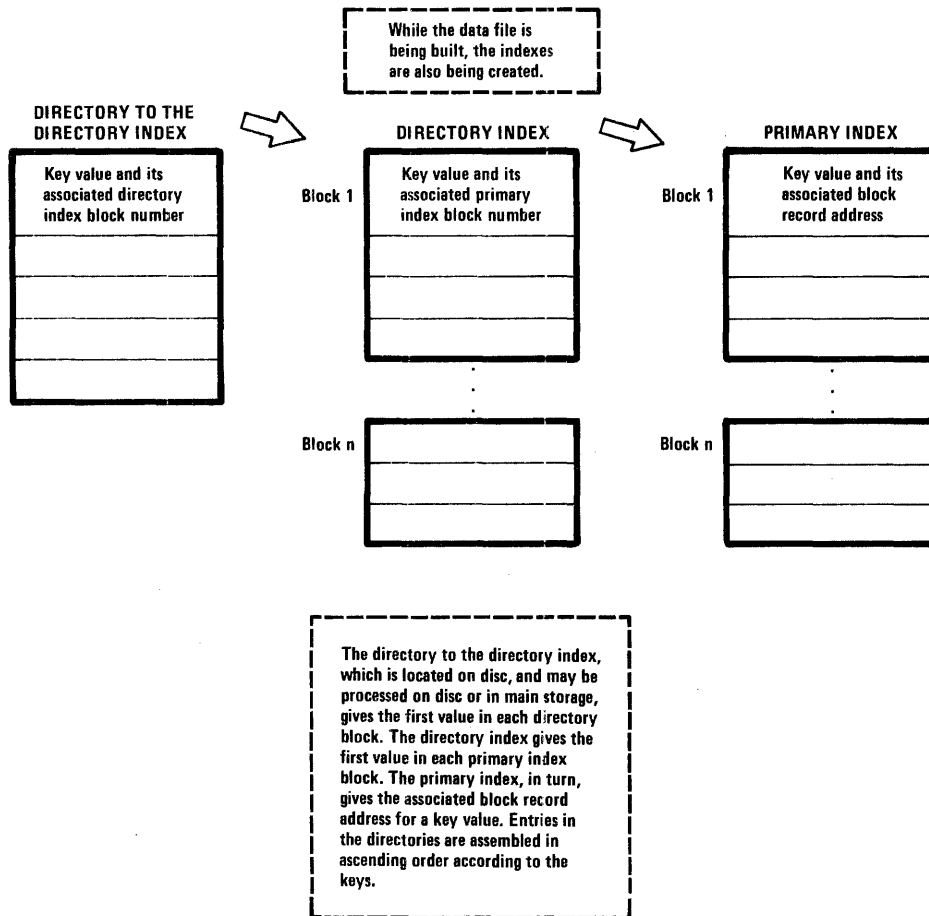 While the data file is
being built, the indexes
are also being created.
DIRECTORY TO THE
DIRECTORY INDEX
DIRECTORY INDEX
PRIMARY INDEX
Key value and its
associated directory
index block number
Block 1
Key value and its
associated primary
index block number
Block 1
Key value and its
associated block
record address
Block n
Block n
The directory to the directory index,
which is located on disc, and may be
processed on disc or in main storage,
gives the first value in each directory
block. The directory index gives the
first value in each primary index
block. The primary index, in turn,
gives the associated block record
address for a key value. Entries in
the directories are assembled in
ascending order according to the
keys.